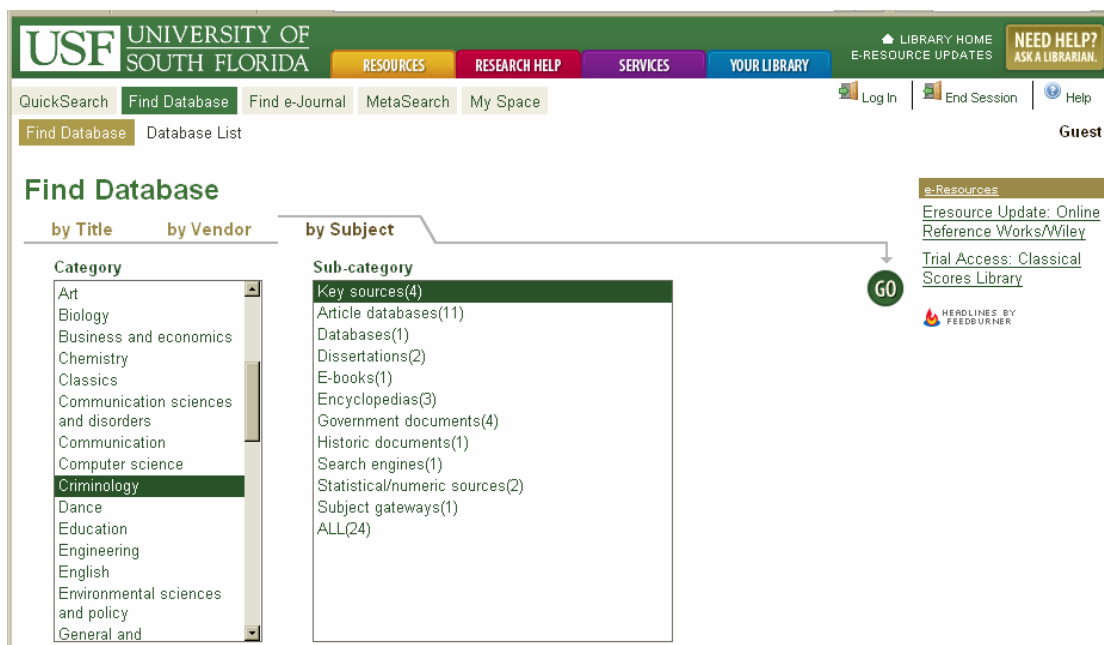 USF UNIVERSITY OF
SOUTH FLORIDA
RESOURCES RESEARCH HELP SERVICES YOUR LIBRARY
LIBRARY HOME
E-RESOURCE UPDATES
NEED HELP?
ASK A LIBRARIAN.
QuickSearch Find Database Find e-Journal MetaSearch My Space
Log In End Session Help
Find Database Database List
Guest
Find Database
by Title by Vendor by Subject
Category
Art
Biology
Business and economics
Chemistry
Classics
Communication sciences
and disorders
Communication
Computer science
Criminology
Dance
Education
Engineering
English
Environmental sciences
and policy
General and
Sub-category
Key sources(4)
Article databases(11)
Databases(1)
Dissertations(2)
E-books(1)
Encyclopedias(3)
Government documents(4)
Historic documents(1)
Search engines(1)
Statistical/numeric sources(2)
Subject gateways(1)
ALL(24)
GO
e-Resources
Eresource Update: Online
Reference Works/Wiley
Trial Access: Classical
Scores Library
HEADLINES BY
FEEDBURNER